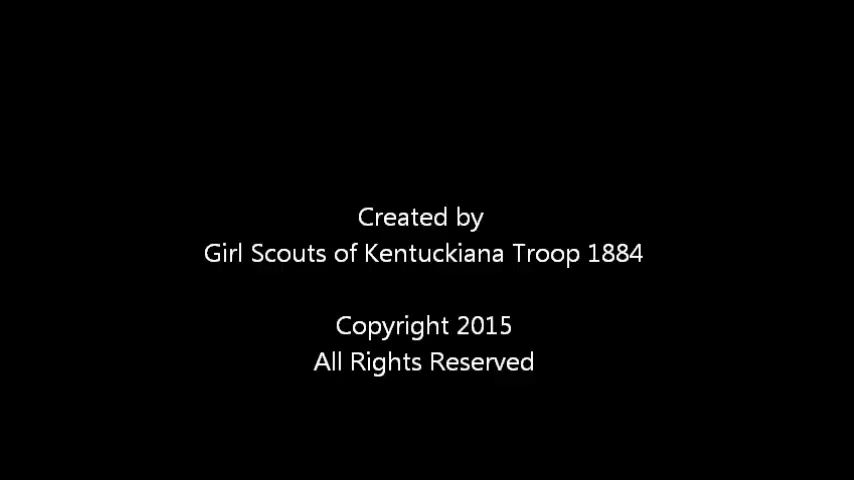 Created by
Girl Scouts of Kentuckiana Troop 1884
Copyright 2015
All Rights Reserved